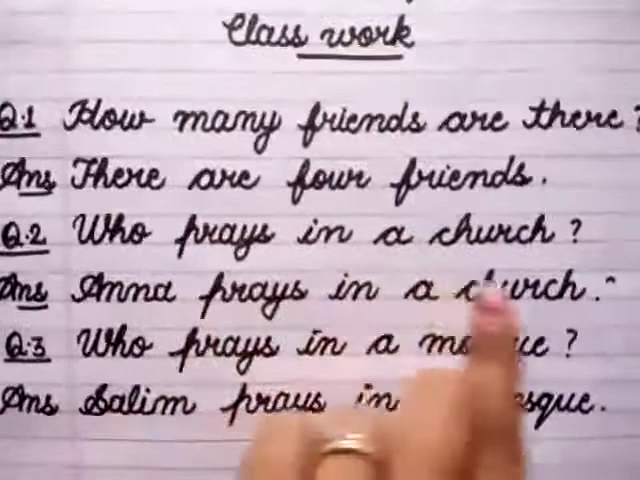 Class work
Q.1 How many friends are there?
Ans There are four friends.
Q.2 Who prays in a church?
Ans Anna prays in a church.
Q.3 Who prays in a ?
Ans Salim prays in